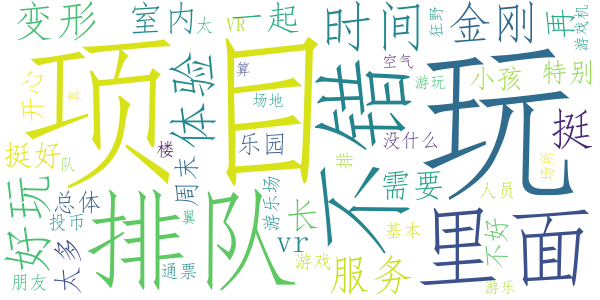 变形
室内
太
VR
一起
时间
狂野
金刚
再
游戏机
开心
真
项目
体验
算
场地
空气
错
游玩
玩
小孩
特别
挺好
队
楼
乐园
没什么
挺
好玩
总体
投币
周末
翼
游乐场
长
排
不
需要
人员
场所
太多
朋友
排队
通票
vr
游戏
服务
基本
里面
不好
游乐